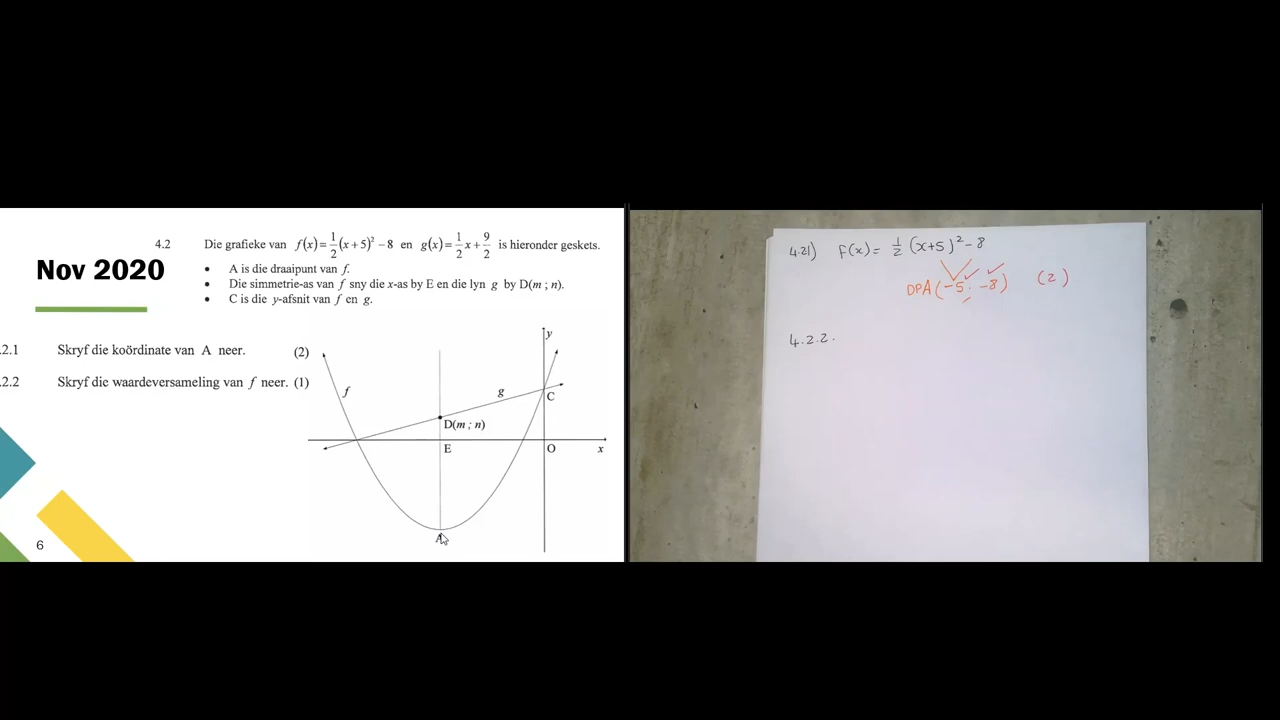 Nov 2020
4.2 Die grafieke van f(x)=1/2(x+5)²-8 en g(x)=1/2x+9/2 is hieronder geskets.
• A is die draaipunt van f.
• Die simmetrie-as van f sny die x-as by E en die lyn g by D(m ; n).
• C is die y-afsnit van f en g.
.2.1 Skryf die koördinate van A neer. (2)
.2.2 Skryf die waardeversameling van f neer. (1)
y
f
g
C
D(m ; n)
E
O
x
A
6
4.21) F(x) = 1/2 (x+5)² - 8
DPA(-5; -8) (2)
4.2.2.